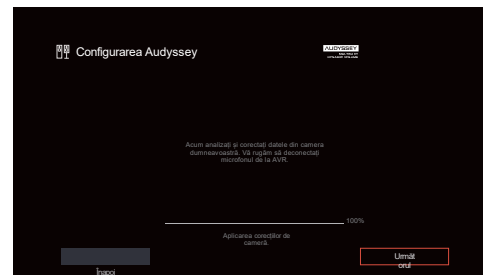 Configurarea Audyssey
AUDYSSEY
Acum analizați și corectați datele din camera
dumneavoastră. Vă rugăm să deconectați
microfonul de la AVR.
100%
Aplicarea corecțiilor de
cameră.
Înapoi
Următ
orul